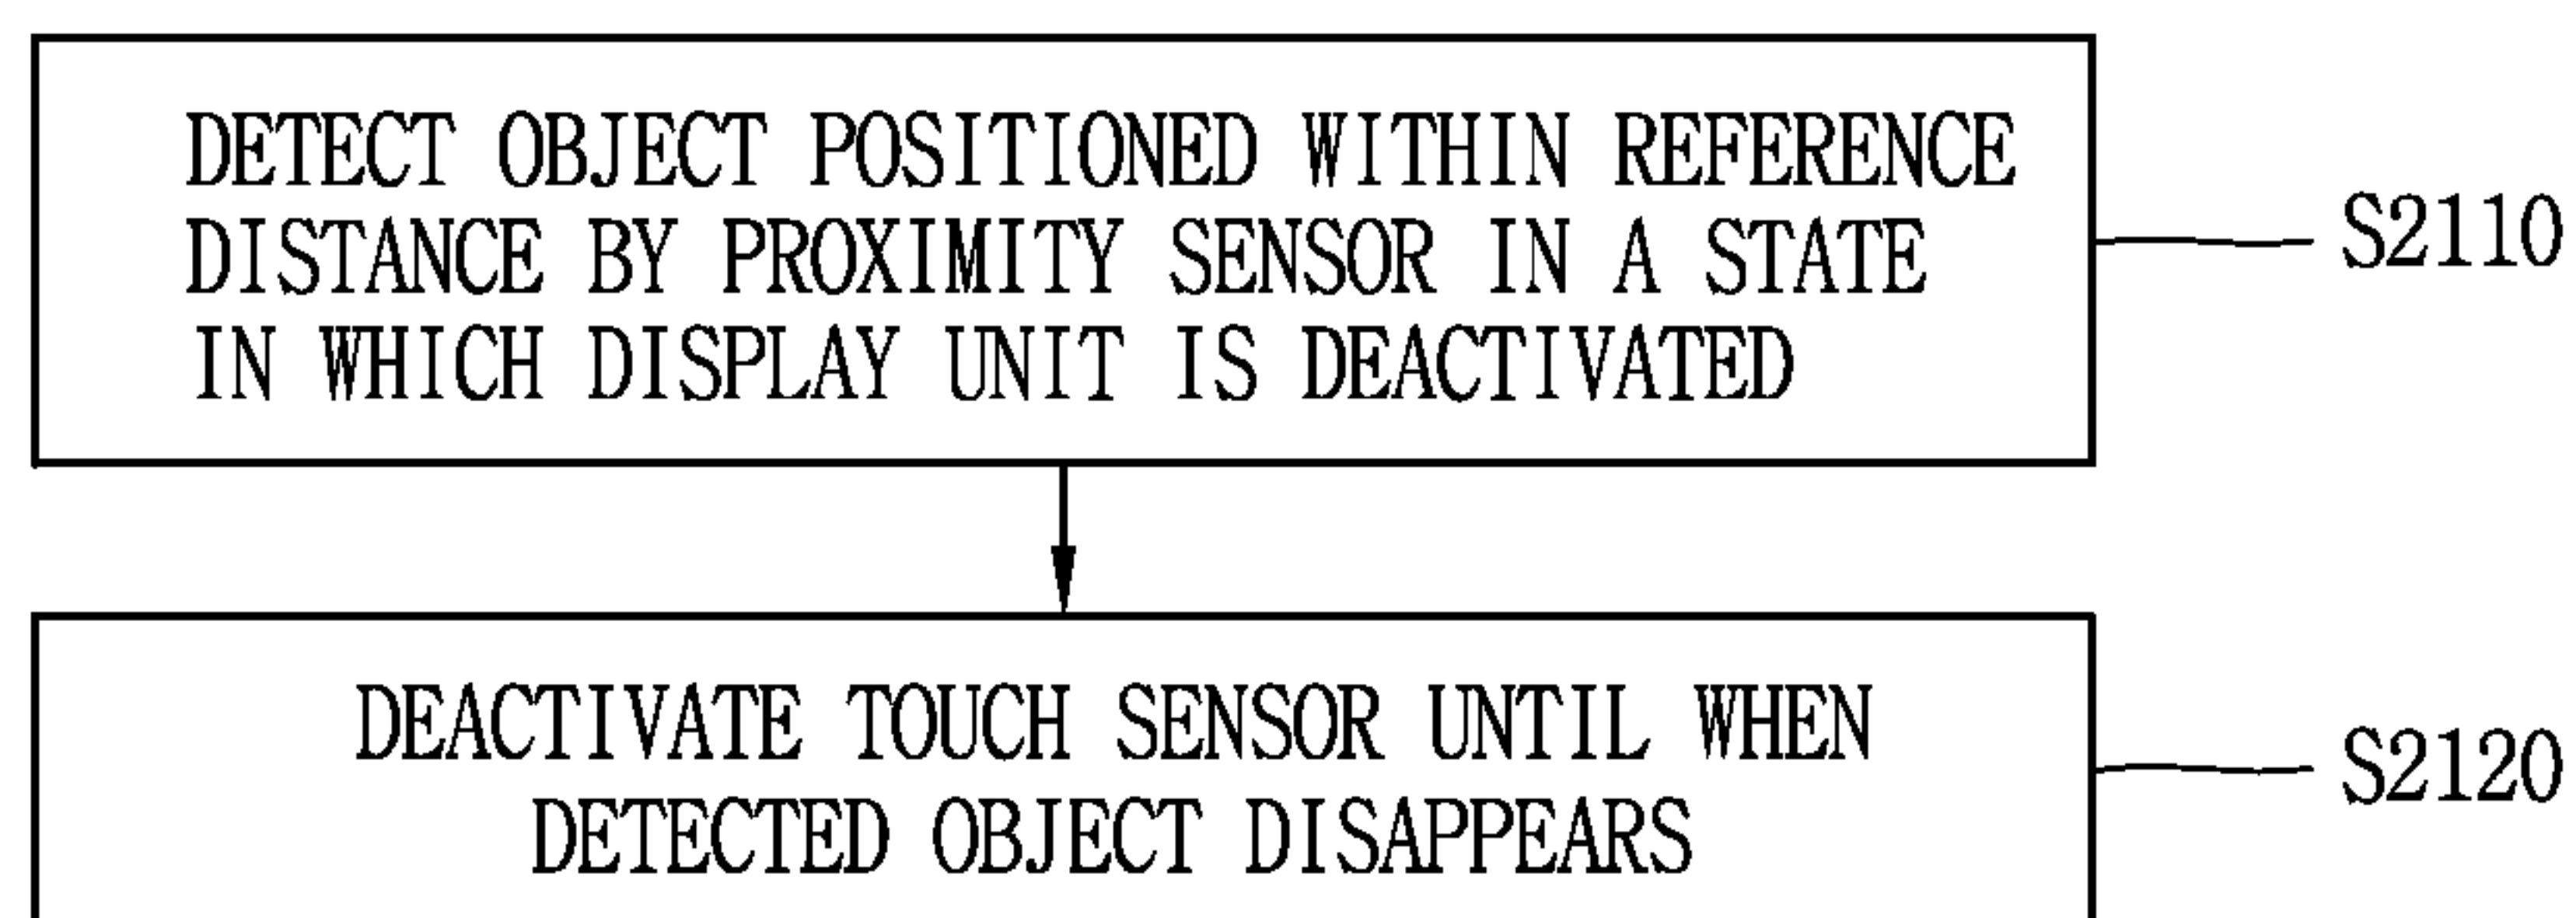 DETECT OBJECT POSITIONED WITHIN REFERENCE
DISTANCE BY PROXIMITY SENSOR IN A STATE
IN WHICH DISPLAY UNIT IS DEACTIVATED
S2110
DEACTIVATE TOUCH SENSOR UNTIL WHEN
DETECTED OBJECT DISAPPEARS
S2120